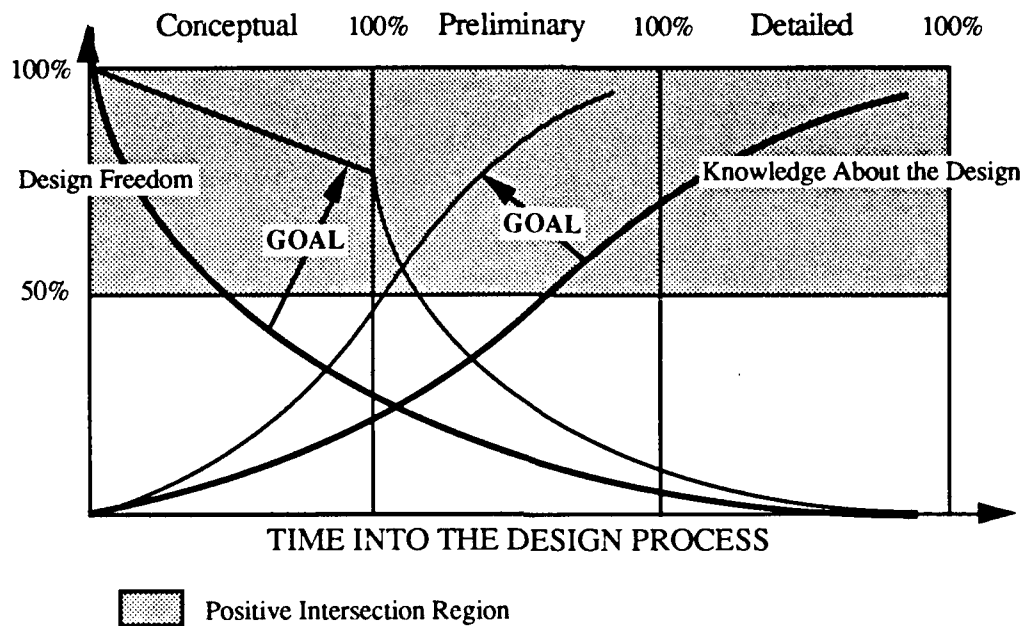 Conceptual 100% Preliminary 100% Detailed 100%
100%
Design Freedom
Knowledge About the Design
GOAL
GOAL
50%
TIME INTO THE DESIGN PROCESS
Positive Intersection Region